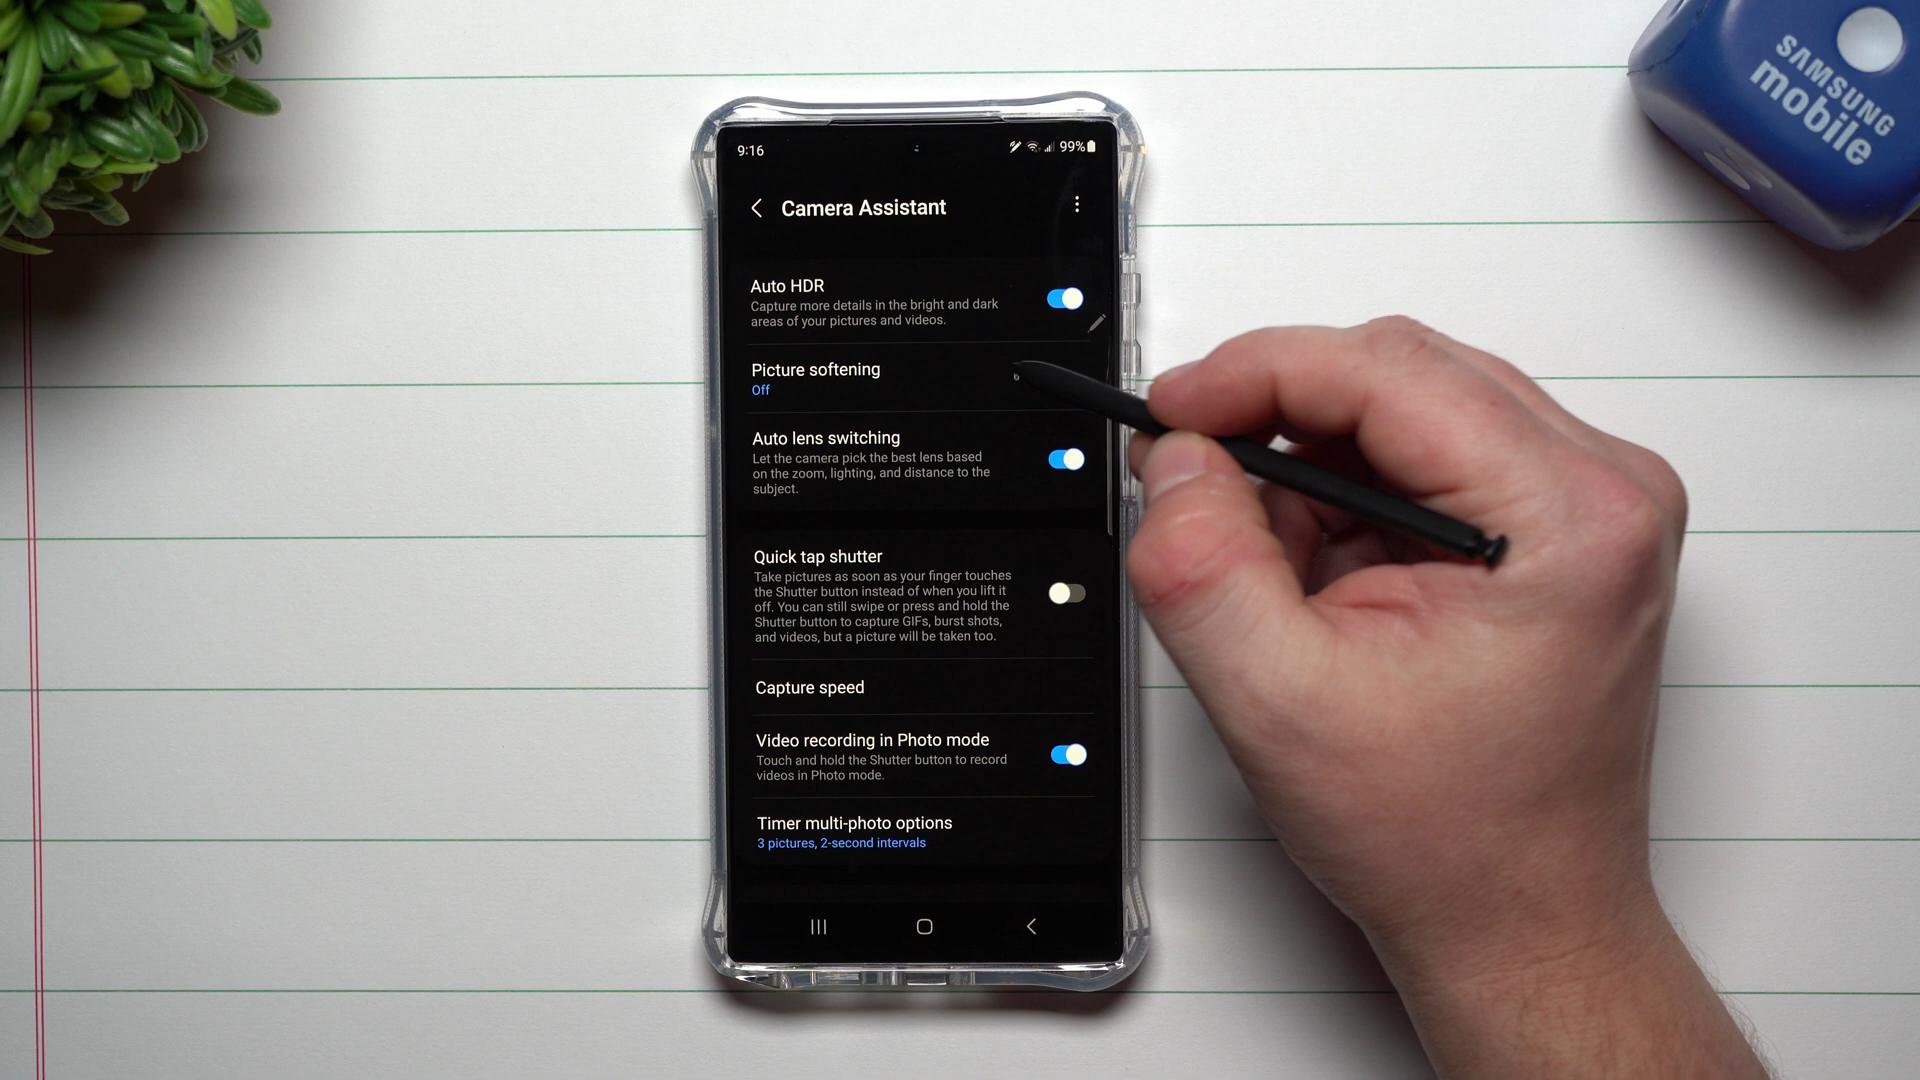 9:16
99%
Camera Assistant
Auto HDR
Capture more details in the bright and dark
areas of your pictures and videos.
Picture softening
Off
Auto lens switching
Let the camera pick the best lens based
on the zoom, lighting, and distance to the
subject.
Quick tap shutter
Take pictures as soon as your finger touches
the Shutter button instead of when you lift it
off. You can still swipe or press and hold the
Shutter button to capture GIFs, burst shots,
and videos, but a picture will be taken too.
Capture speed
Video recording in Photo mode
Touch and hold the Shutter button to record
videos in Photo mode.
Timer multi-photo options
3 pictures, 2-second intervals
SAMSUNG
mobile